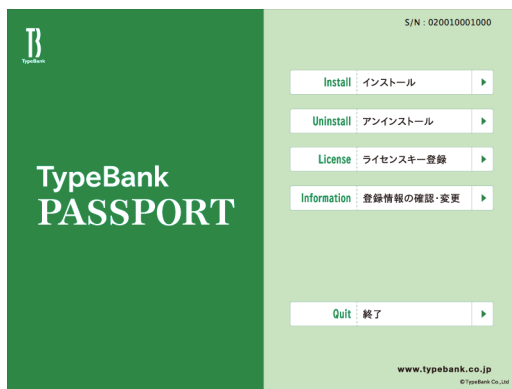 TB
TypeBank
TypeBank
PASSPORT
S/N : 020010001000
Install インストール
Uninstall アンインストール
License ライセンスキー登録
Information 登録情報の確認・変更
Quit 終了
www.typebank.co.jp
©TypeBank Co.,Ltd